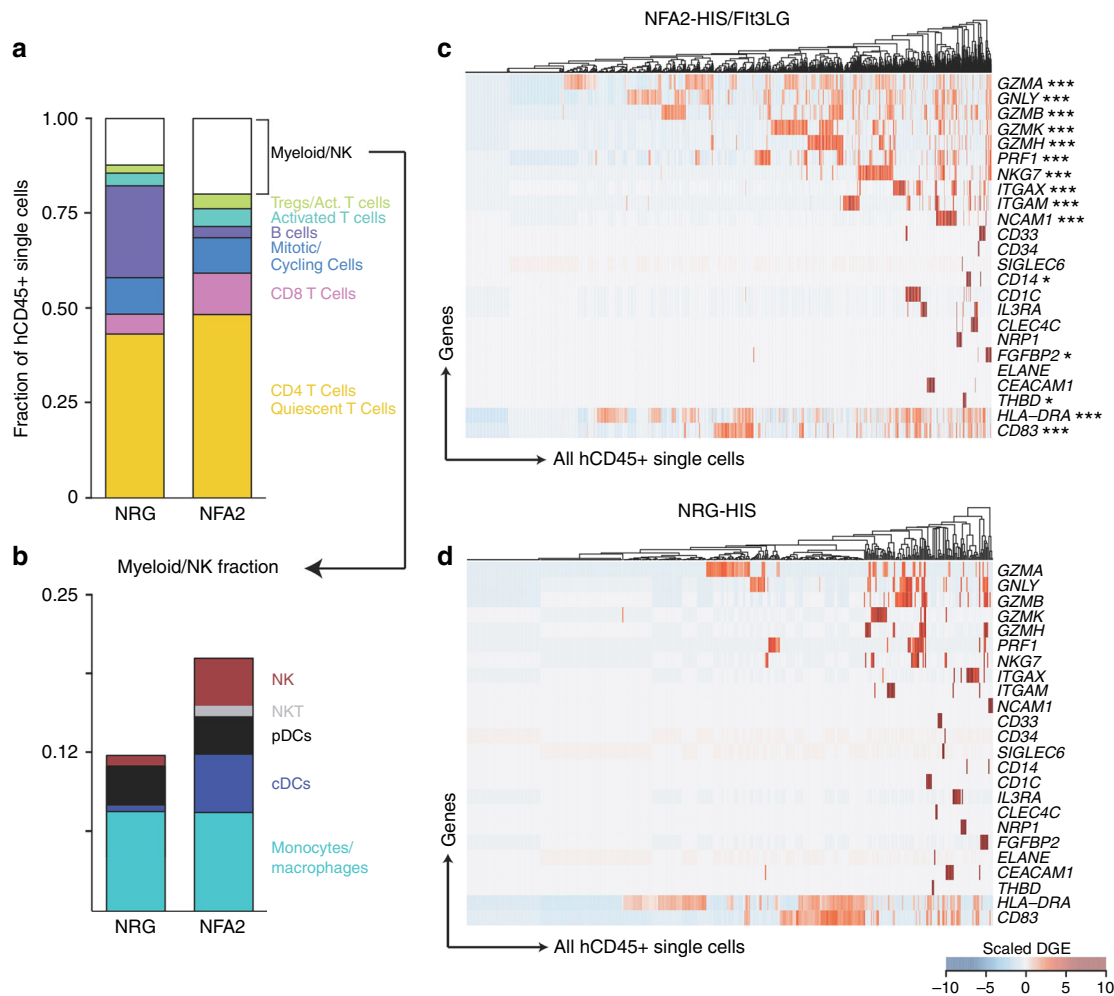 a
Fraction of hCD45+ single cells
1.00
0.75
0.50
0.25
0
NRG
NFA2
Myeloid/NK
Tregs/Act. T cells
Activated T cells
B cells
Mitotic/
Cycling Cells
CD8 T Cells
CD4 T Cells
Quiescent T Cells
b
Myeloid/NK fraction
0.25
0.12
NRG
NFA2
NK
NKT
pDCs
cDCs
Monocytes/
macrophages
c
NFA2-HIS/Flt3LG
GZMA ***
GNLY ***
GZMB ***
GZMK ***
GZMH ***
PRF1 ***
NKG7 ***
ITGAX ***
ITGAM ***
NCAM1 ***
CD33
CD34
SIGLEC6
CD14 *
CD1C
IL3RA
CLEC4C
NRP1
FGFBP2 *
ELANE
CEACAM1
THBD *
HLA–DRA ***
CD83 ***
Genes
All hCD45+ single cells
d
NRG-HIS
GZMA
GNLY
GZMB
GZMK
GZMH
PRF1
NKG7
ITGAX
ITGAM
NCAM1
CD33
CD34
SIGLEC6
CD14
CD1C
IL3RA
CLEC4C
NRP1
FGFBP2
ELANE
CEACAM1
THBD
HLA–DRA
CD83
Genes
All hCD45+ single cells
Scaled DGE
−10 −5 0 5 10